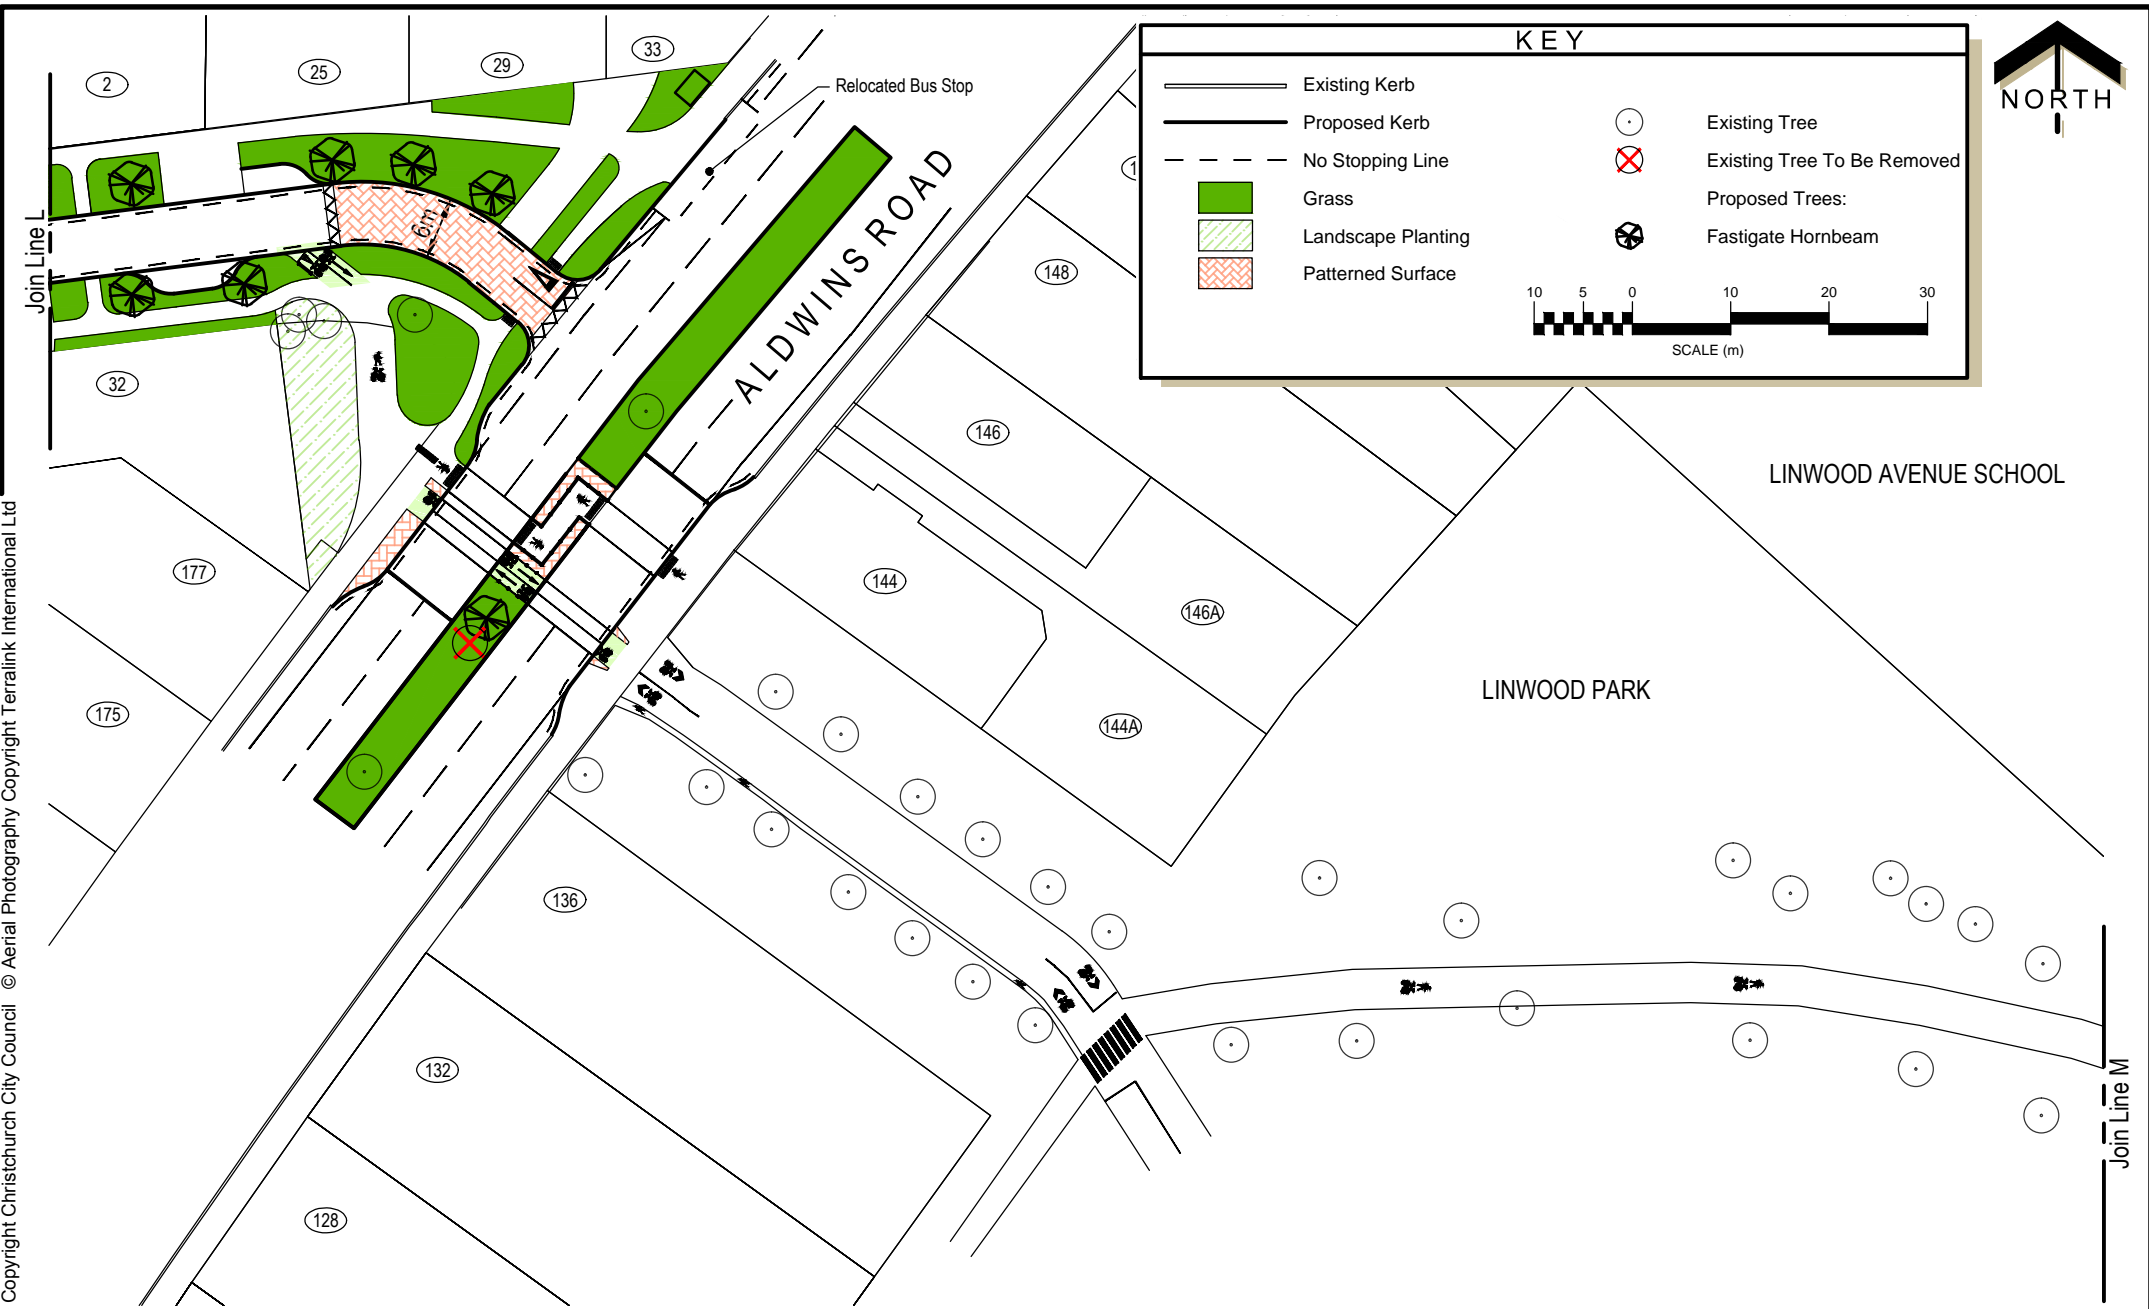 KEY
Existing Kerb
Proposed Kerb
No Stopping Line
Grass
Landscape Planting
Patterned Surface
Existing Tree
Existing Tree To Be Removed
Proposed Trees:
Fastigate Hornbeam
10 5 0 10 20 30
SCALE (m)
NORTH
2
25
29
33
Relocated Bus Stop
ALDWINS ROAD
6m
Join Line L
32
177
175
148
146
144
146A
144A
136
132
128
LINWOOD AVENUE SCHOOL
LINWOOD PARK
Join Line M
Copyright Christchurch City Council © Aerial Photography Copyright Terralink International Ltd